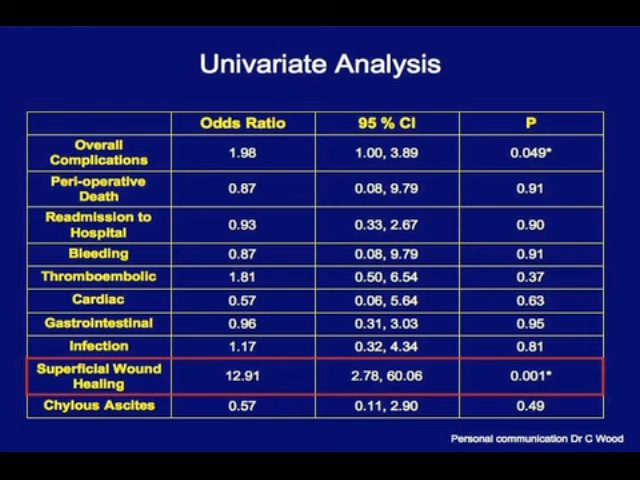 Univariate Analysis
Odds Ratio 95 % CI P
Overall
Complications 1.98 1.00, 3.89 0.049*
Peri-operative
Death 0.87 0.08, 9.79 0.91
Readmission to
Hospital 0.93 0.33, 2.67 0.90
Bleeding 0.87 0.08, 9.79 0.91
Thromboembolic 1.81 0.50, 6.54 0.37
Cardiac 0.57 0.06, 5.64 0.63
Gastrointestinal 0.96 0.31, 3.03 0.95
Infection 1.17 0.32, 4.34 0.81
Superficial Wound
Healing 12.91 2.78, 60.06 0.001*
Chylous Ascites 0.57 0.11, 2.90 0.49
Personal communication Dr C Wood